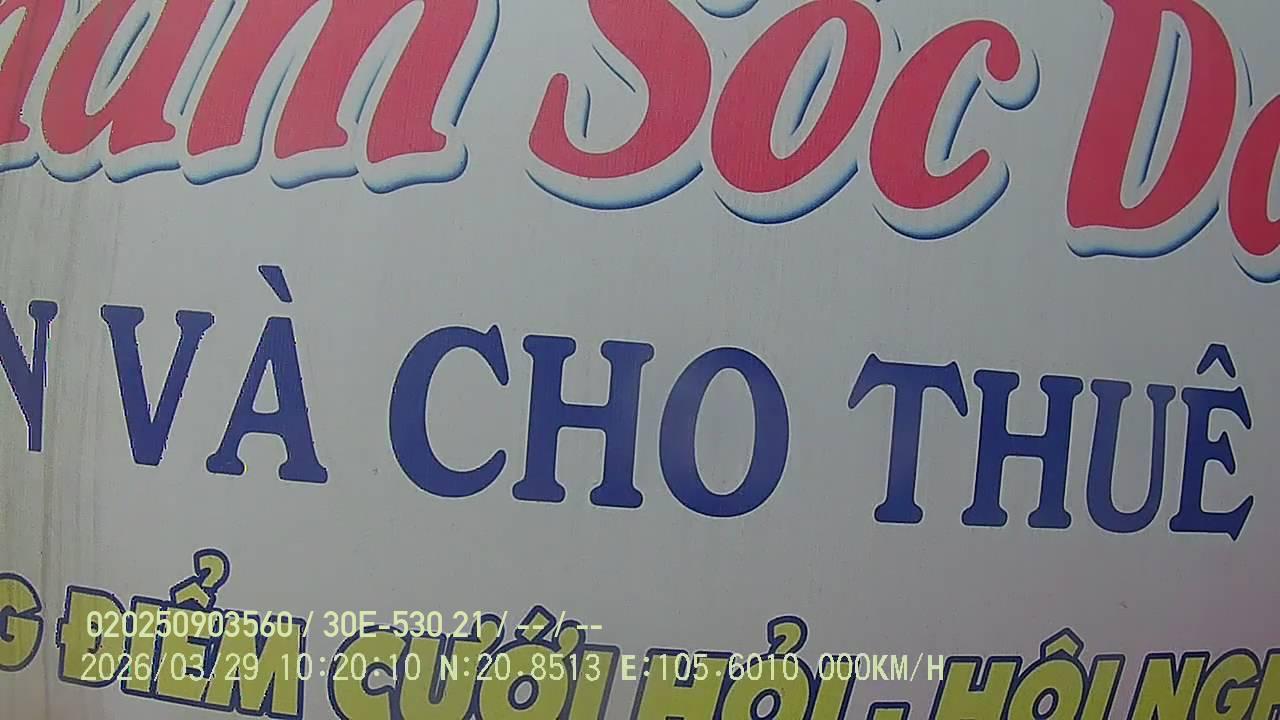 Sóc
VÀ CHO THUÊ
ĐIỂM CƯỚI HỎI - HỘI NGH
020250903560 / 30E-530.21 / -- / --
2026/03/29 10:20:10 N:20.8513 E:105.6010 000KM/H